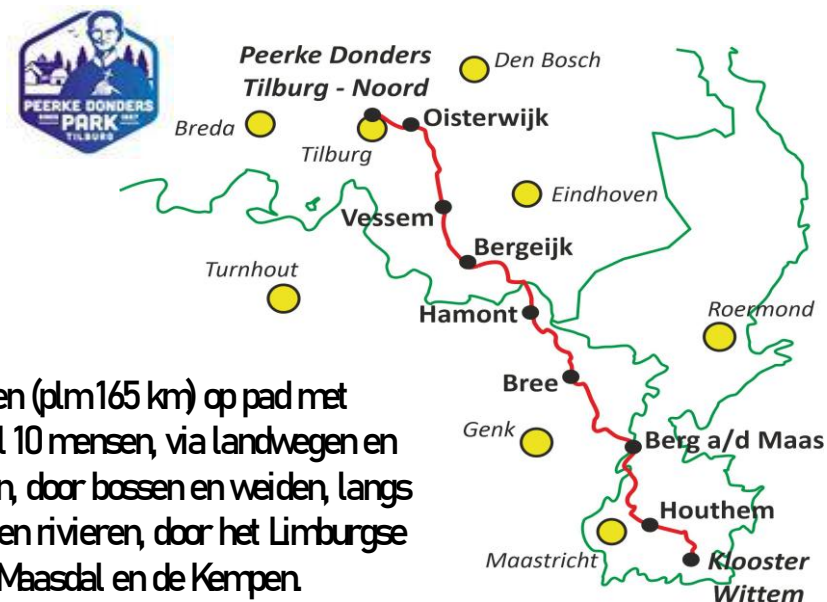 PEERKE DONDERS
PARK
TILBURG
Peerke Donders
Tilburg - Noord
Den Bosch
Breda
Oisterwijk
Tilburg
Eindhoven
Vessem
Bergeijk
Turnhout
Hamont
Roermond
Bree
Genk
Berg a/d Maas
Houthem
Maastricht
Klooster
Wittem
en (plm 165 km) op pad met
l 10 mensen, via landwegen en
n, door bossen en weiden, langs
en rivieren, door het Limburgse
Maasdal en de Kempen.